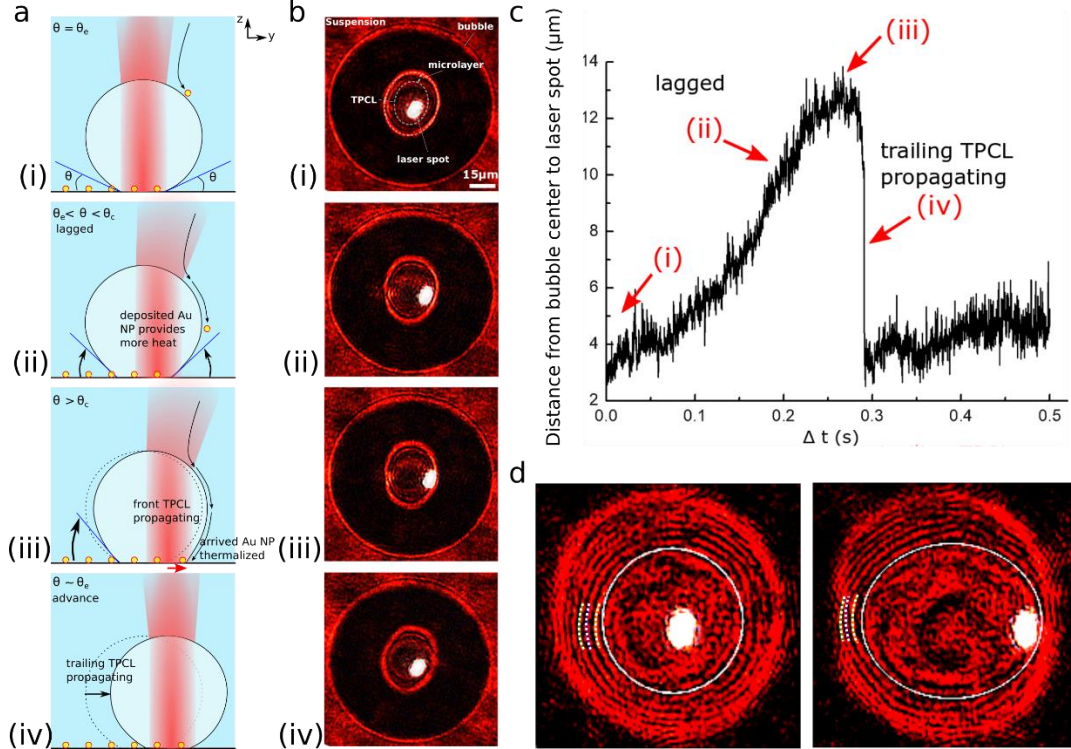 a
θ = θe
z
y
θ
θ
(i)
θe< θ < θc
lagged
deposited Au
NP provides
more heat
(ii)
θ > θc
front TPCL
propagating
arrived Au NP
thermalized
(iii)
θ ~ θe
advance
trailing TPCL
propagating
(iv)
b
Suspension
bubble
microlayer
TPCL
laser spot
15μm
(i)
(ii)
(iii)
(iv)
c
Distance from bubble center to laser spot (μm)
14
12
10
8
6
4
2
0.0
0.1
0.2
0.3
0.4
0.5
Δ t (s)
lagged
(i)
(ii)
(iii)
trailing TPCL
propagating
(iv)
d